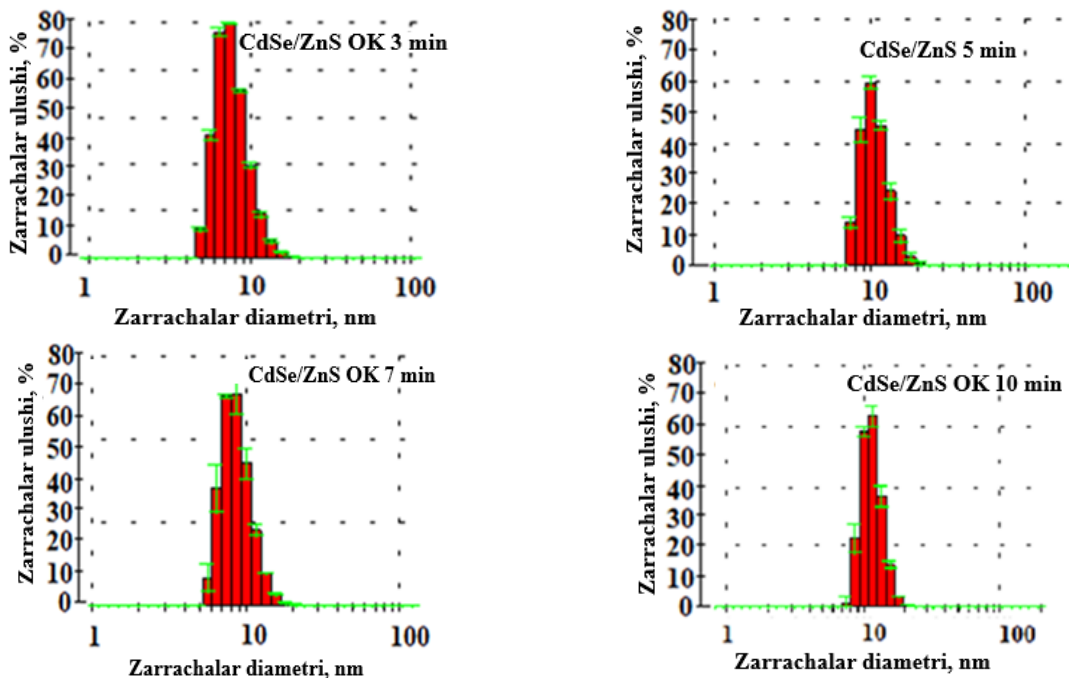 Zarrachalar ulushi, %
80
70
60
50
40
30
20
10
0
CdSe/ZnS OK 3 min
1 10 100
Zarrachalar diametri, nm
Zarrachalar ulushi, %
80
70
60
50
40
30
20
10
0
CdSe/ZnS 5 min
1 10 100
Zarrachalar diametri, nm
Zarrachalar ulushi, %
80
70
60
50
40
30
20
10
0
CdSe/ZnS OK 7 min
1 10 100
Zarrachalar diametri, nm
Zarrachalar ulushi, %
80
70
60
50
40
30
20
10
0
CdSe/ZnS OK 10 min
1 10 100
Zarrachalar diametri, nm